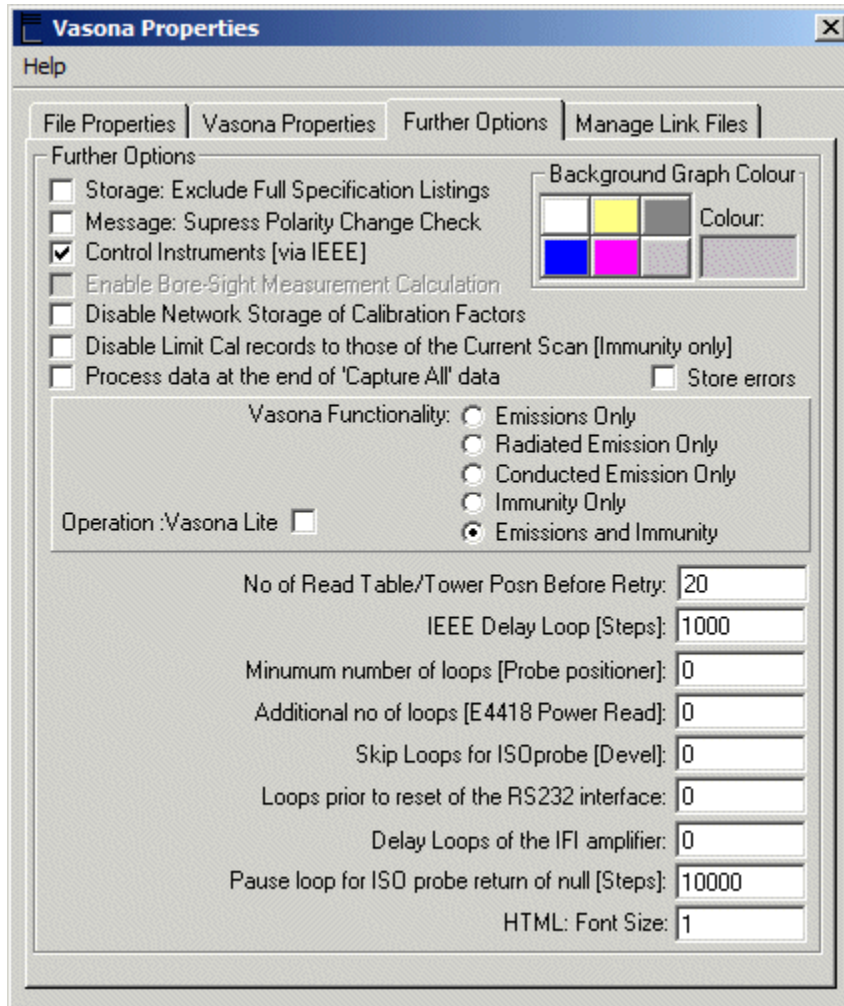 Vasona Properties
Help
File Properties
Vasona Properties
Further Options
Manage Link Files
Further Options
Storage: Exclude Full Specification Listings
Message: Supress Polarity Change Check
Control Instruments [via IEEE]
Enable Bore-Sight Measurement Calculation
Disable Network Storage of Calibration Factors
Disable Limit Cal records to those of the Current Scan [Immunity only]
Process data at the end of 'Capture All' data
Store errors
Background Graph Colour
Colour:
Vasona Functionality:
Emissions Only
Radiated Emission Only
Conducted Emission Only
Immunity Only
Emissions and Immunity
Operation :Vasona Lite
No of Read Table/Tower Posn Before Retry: 20
IEEE Delay Loop [Steps]: 1000
Minumum number of loops [Probe positioner]: 0
Additional no of loops [E4418 Power Read]: 0
Skip Loops for ISOprobe [Devel]: 0
Loops prior to reset of the RS232 interface: 0
Delay Loops of the IFI amplifier: 0
Pause loop for ISO probe return of null [Steps]: 10000
HTML: Font Size: 1